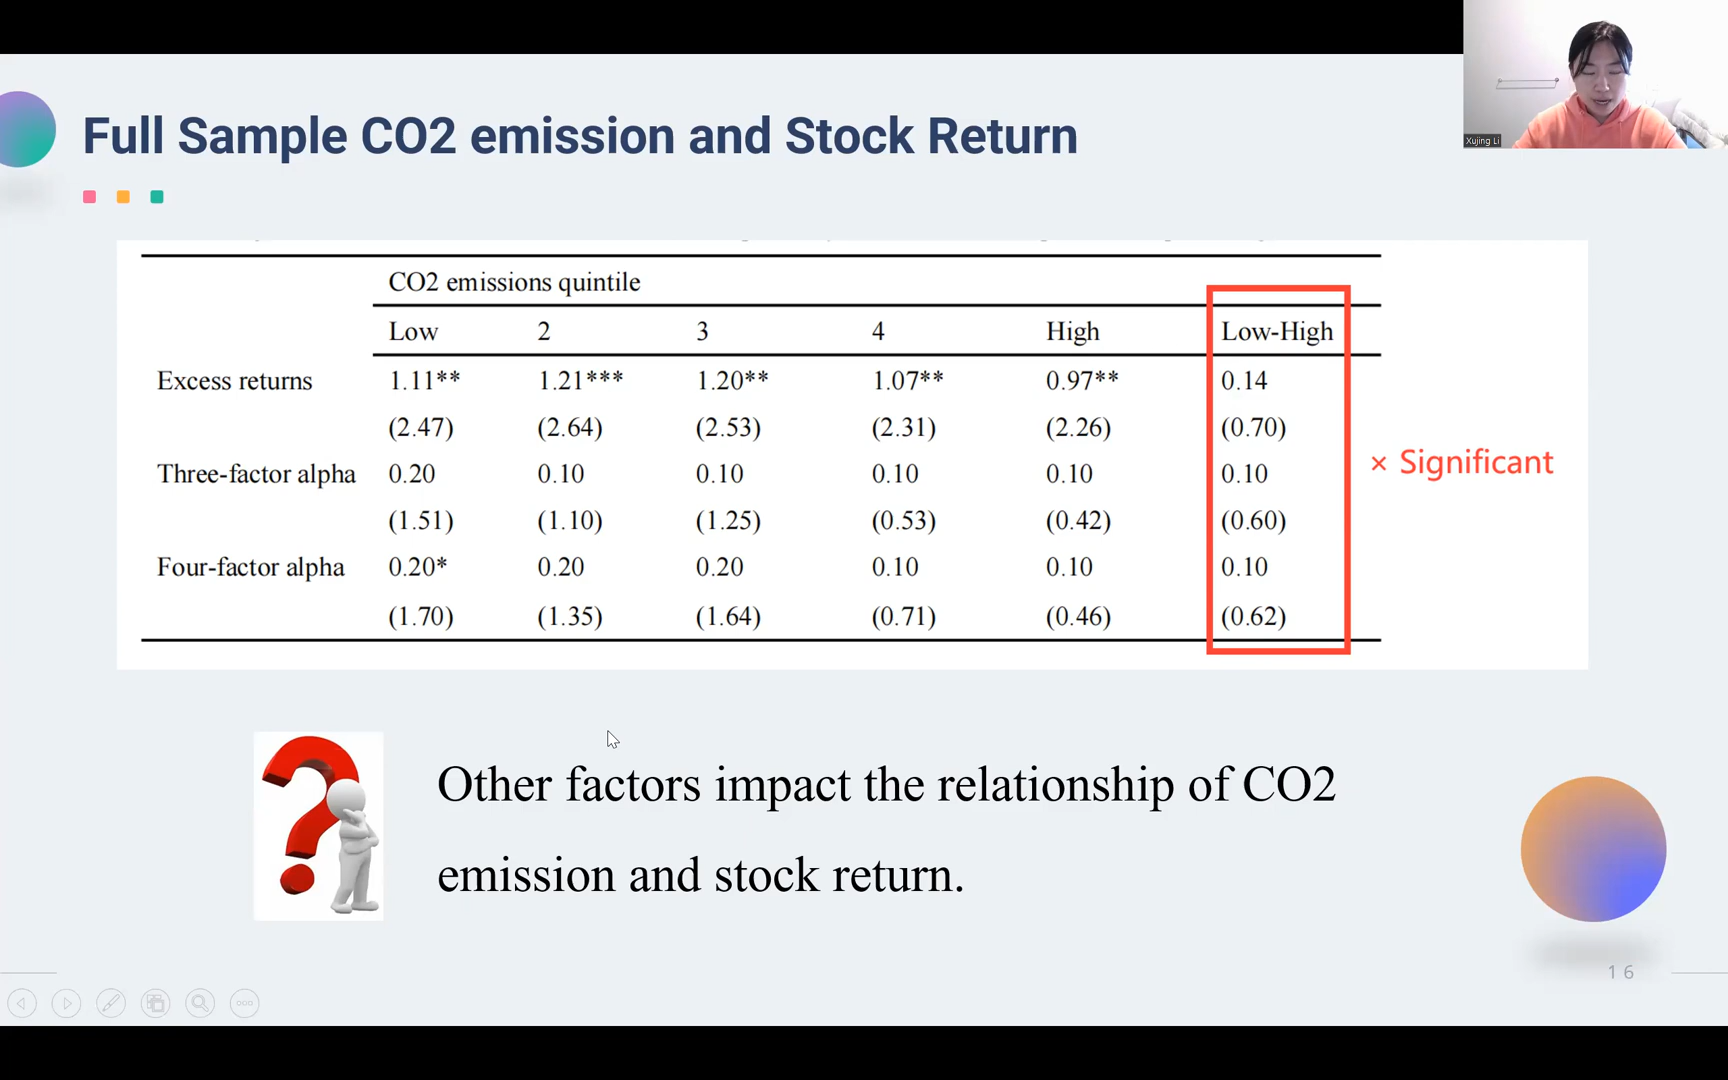 Xujing Li
Full Sample CO2 emission and Stock Return
CO2 emissions quintile
Low 2 3 4 High Low-High
Excess returns 1.11** 1.21*** 1.20** 1.07** 0.97** 0.14
(2.47) (2.64) (2.53) (2.31) (2.26) (0.70)
× Significant
Three-factor alpha 0.20 0.10 0.10 0.10 0.10 0.10
(1.51) (1.10) (1.25) (0.53) (0.42) (0.60)
Four-factor alpha 0.20* 0.20 0.20 0.10 0.10 0.10
(1.70) (1.35) (1.64) (0.71) (0.46) (0.62)
Other factors impact the relationship of CO2
emission and stock return.
16